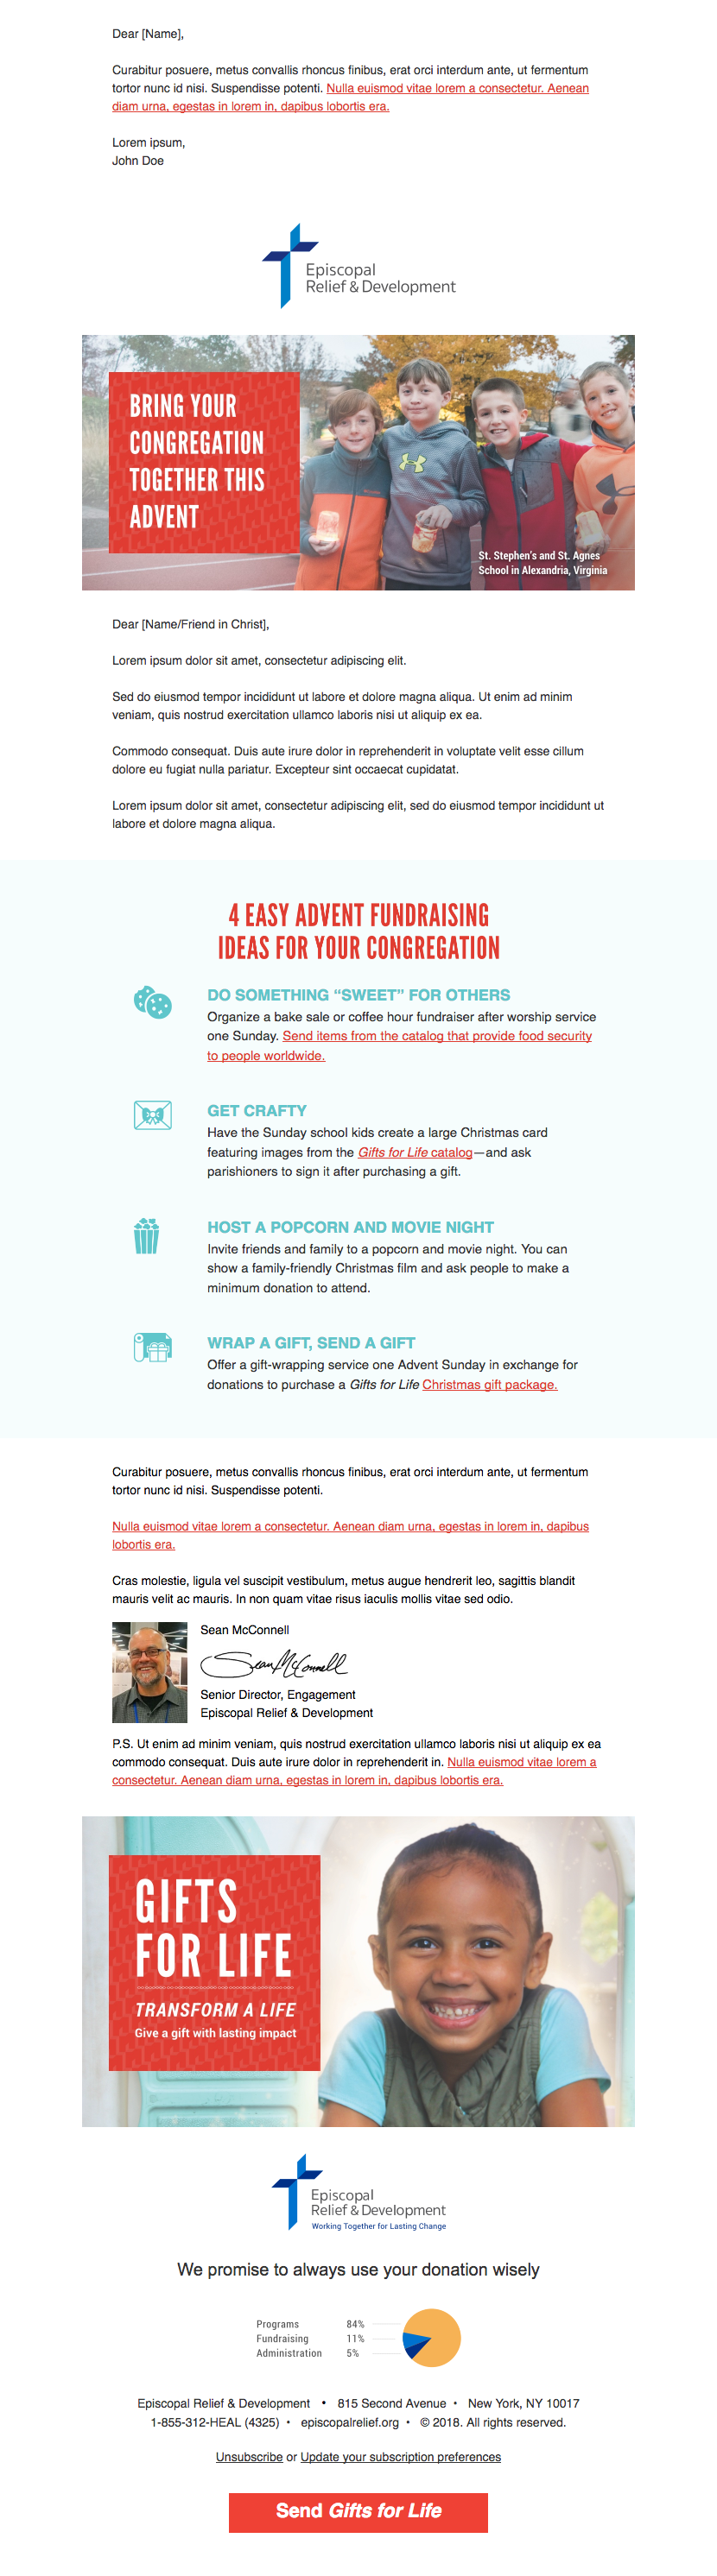 Dear [Name],
Curabitur posuere, metus convallis rhoncus finibus, erat orci interdum ante, ut fermentum
tortor nunc id nisi. Suspendisse potenti. Nulla euismod vitae lorem a consectetur. Aenean
diam urna, egestas in lorem in, dapibus lobortis era.
Lorem ipsum,
John Doe
Episcopal
Relief & Development
BRING YOUR
CONGREGATION
TOGETHER THIS
ADVENT
St. Stephen's and St. Agnes
School in Alexandria, Virginia
Dear [Name/Friend in Christ],
Lorem ipsum dolor sit amet, consectetur adipiscing elit.
Sed do eiusmod tempor incididunt ut labore et dolore magna aliqua. Ut enim ad minim
veniam, quis nostrud exercitation ullamco laboris nisi ut aliquip ex ea.
Commodo consequat. Duis aute irure dolor in reprehenderit in voluptate velit esse cillum
dolore eu fugiat nulla pariatur. Excepteur sint occaecat cupidatat.
Lorem ipsum dolor sit amet, consectetur adipiscing elit, sed do eiusmod tempor incididunt ut
labore et dolore magna aliqua.
4 EASY ADVENT FUNDRAISING
IDEAS FOR YOUR CONGREGATION
DO SOMETHING “SWEET” FOR OTHERS
Organize a bake sale or coffee hour fundraiser after worship service
one Sunday. Send items from the catalog that provide food security
to people worldwide.
GET CRAFTY
Have the Sunday school kids create a large Christmas card
featuring images from the Gifts for Life catalog—and ask
parishioners to sign it after purchasing a gift.
HOST A POPCORN AND MOVIE NIGHT
Invite friends and family to a popcorn and movie night. You can
show a family-friendly Christmas film and ask people to make a
minimum donation to attend.
WRAP A GIFT, SEND A GIFT
Offer a gift-wrapping service one Advent Sunday in exchange for
donations to purchase a Gifts for Life Christmas gift package.
Curabitur posuere, metus convallis rhoncus finibus, erat orci interdum ante, ut fermentum
tortor nunc id nisi. Suspendisse potenti.
Nulla euismod vitae lorem a consectetur. Aenean diam urna, egestas in lorem in, dapibus
lobortis era.
Cras molestie, ligula vel suscipit vestibulum, metus augue hendrerit leo, sagittis blandit
mauris velit ac mauris. In non quam vitae risus iaculis mollis vitae sed odio.
Sean McConnell
Sean McConnell
Senior Director, Engagement
Episcopal Relief & Development
P.S. Ut enim ad minim veniam, quis nostrud exercitation ullamco laboris nisi ut aliquip ex ea
commodo consequat. Duis aute irure dolor in reprehenderit in. Nulla euismod vitae lorem a
consectetur. Aenean diam urna, egestas in lorem in, dapibus lobortis era.
GIFTS
FOR LIFE
TRANSFORM A LIFE
Give a gift with lasting impact
Episcopal
Relief & Development
Working Together for Lasting Change
We promise to always use your donation wisely
Programs 84%
Fundraising 11%
Administration 5%
Episcopal Relief & Development • 815 Second Avenue • New York, NY 10017
1-855-312-HEAL (4325) • episcopalrelief.org • © 2018. All rights reserved.
Unsubscribe or Update your subscription preferences
Send Gifts for Life